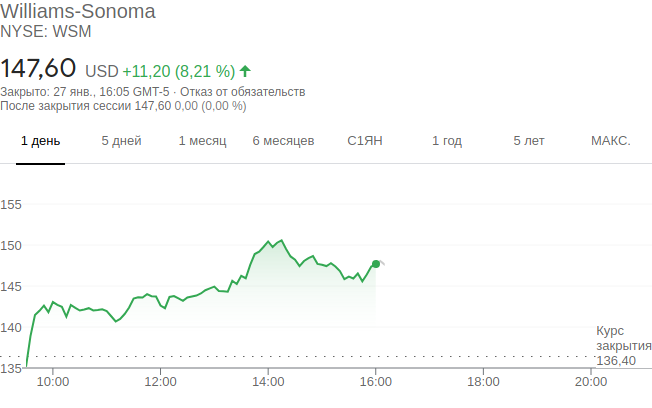 Williams-Sonoma
NYSE: WSM
147,60 USD +11,20 (8,21 %)
Закрыто: 27 янв., 16:05 GMT-5 · Отказ от обязательств
После закрытия сессии 147,60 0,00 (0,00 %)
1 день 5 дней 1 месяц 6 месяцев С1ЯН 1 год 5 лет МАКС.
155
150
145
140
Курс
закрытия
136,40
135
10:00 12:00 14:00 16:00 18:00 20:00